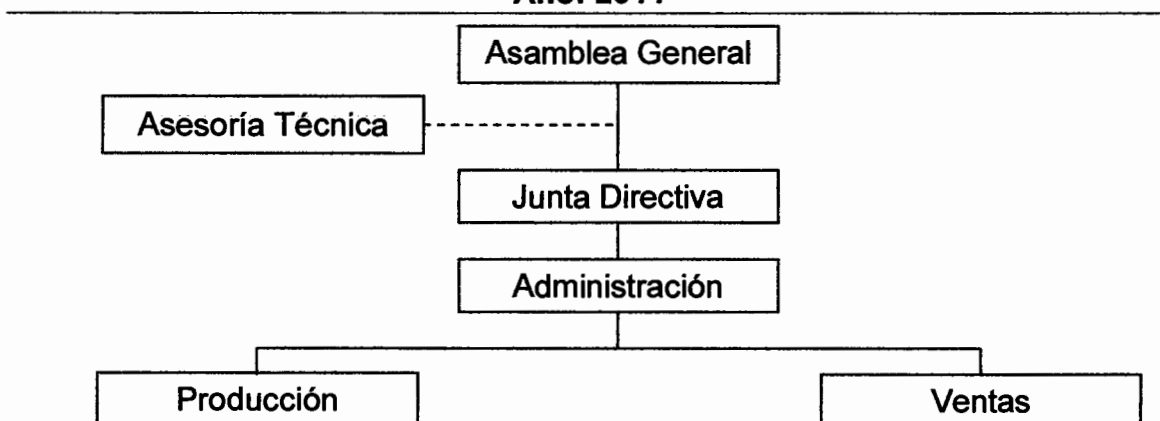 Asamblea General
Asesoría Técnica
Junta Directiva
Administración
Producción
Ventas